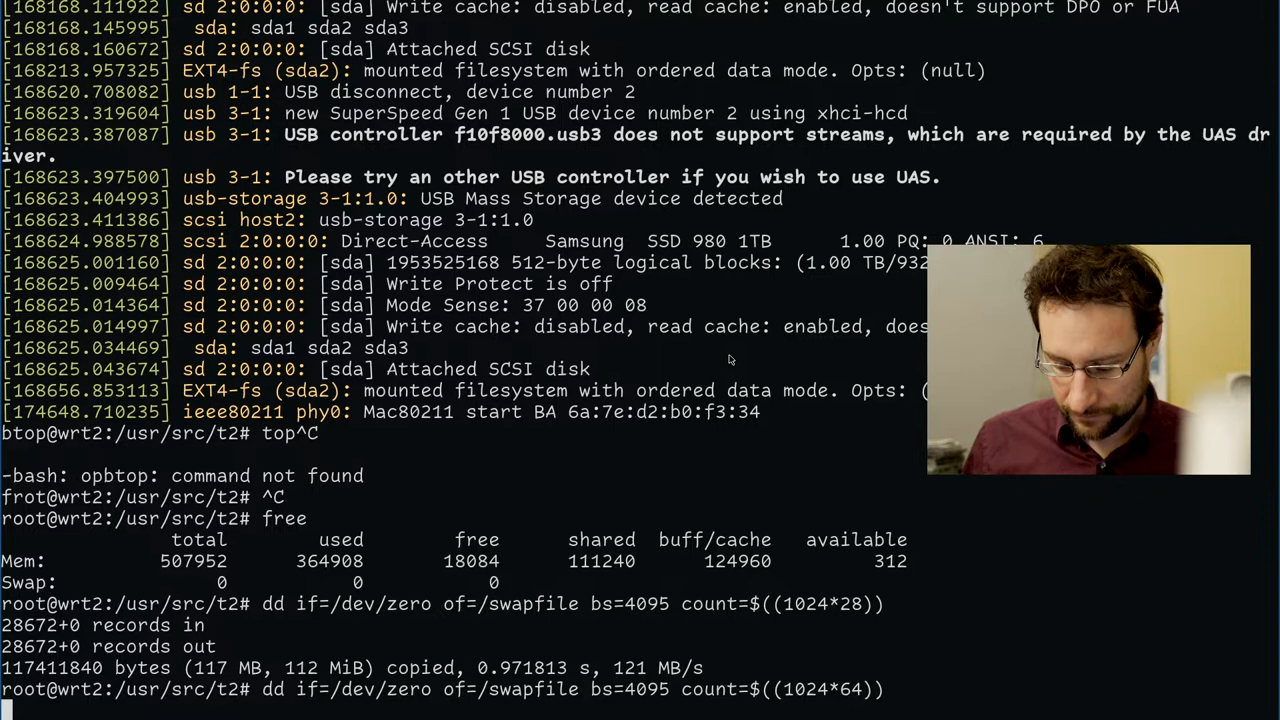 [168168.111922] sd 2:0:0:0: [sda] Write cache: disabled, read cache: enabled, doesn't support DPO or FUA
[168168.145995]  sda: sda1 sda2 sda3
[168168.160672] sd 2:0:0:0: [sda] Attached SCSI disk
[168213.957325] EXT4-fs (sda2): mounted filesystem with ordered data mode. Opts: (null)
[168620.708082] usb 1-1: USB disconnect, device number 2
[168623.319604] usb 3-1: new SuperSpeed Gen 1 USB device number 2 using xhci-hcd
[168623.387087] usb 3-1: USB controller f10f8000.usb3 does not support streams, which are required by the UAS dr
iver.
[168623.397500] usb 3-1: Please try an other USB controller if you wish to use UAS.
[168623.404993] usb-storage 3-1:1.0: USB Mass Storage device detected
[168623.411386] scsi host2: usb-storage 3-1:1.0
[168624.988578] scsi 2:0:0:0: Direct-Access     Samsung  SSD 980 1TB      1.00 PQ: 0 ANSI: 6
[168625.001160] sd 2:0:0:0: [sda] 1953525168 512-byte logical blocks: (1.00 TB/932
[168625.009464] sd 2:0:0:0: [sda] Write Protect is off
[168625.014364] sd 2:0:0:0: [sda] Mode Sense: 37 00 00 08
[168625.014997] sd 2:0:0:0: [sda] Write cache: disabled, read cache: enabled, does
[168625.034469]  sda: sda1 sda2 sda3
[168625.043674] sd 2:0:0:0: [sda] Attached SCSI disk
[168656.853113] EXT4-fs (sda2): mounted filesystem with ordered data mode. Opts: (
[174648.710235] ieee80211 phy0: Mac80211 start BA 6a:7e:d2:b0:f3:34
btop@wrt2:/usr/src/t2# top^C
-bash: opbtop: command not found
frot@wrt2:/usr/src/t2# ^C
root@wrt2:/usr/src/t2# free
total used free shared buff/cache available
Mem: 507952 364908 18084 111240 124960 312
Swap: 0 0 0
root@wrt2:/usr/src/t2# dd if=/dev/zero of=/swapfile bs=4095 count=$((1024*28))
28672+0 records in
28672+0 records out
117411840 bytes (117 MB, 112 MiB) copied, 0.971813 s, 121 MB/s
root@wrt2:/usr/src/t2# dd if=/dev/zero of=/swapfile bs=4095 count=$((1024*64))